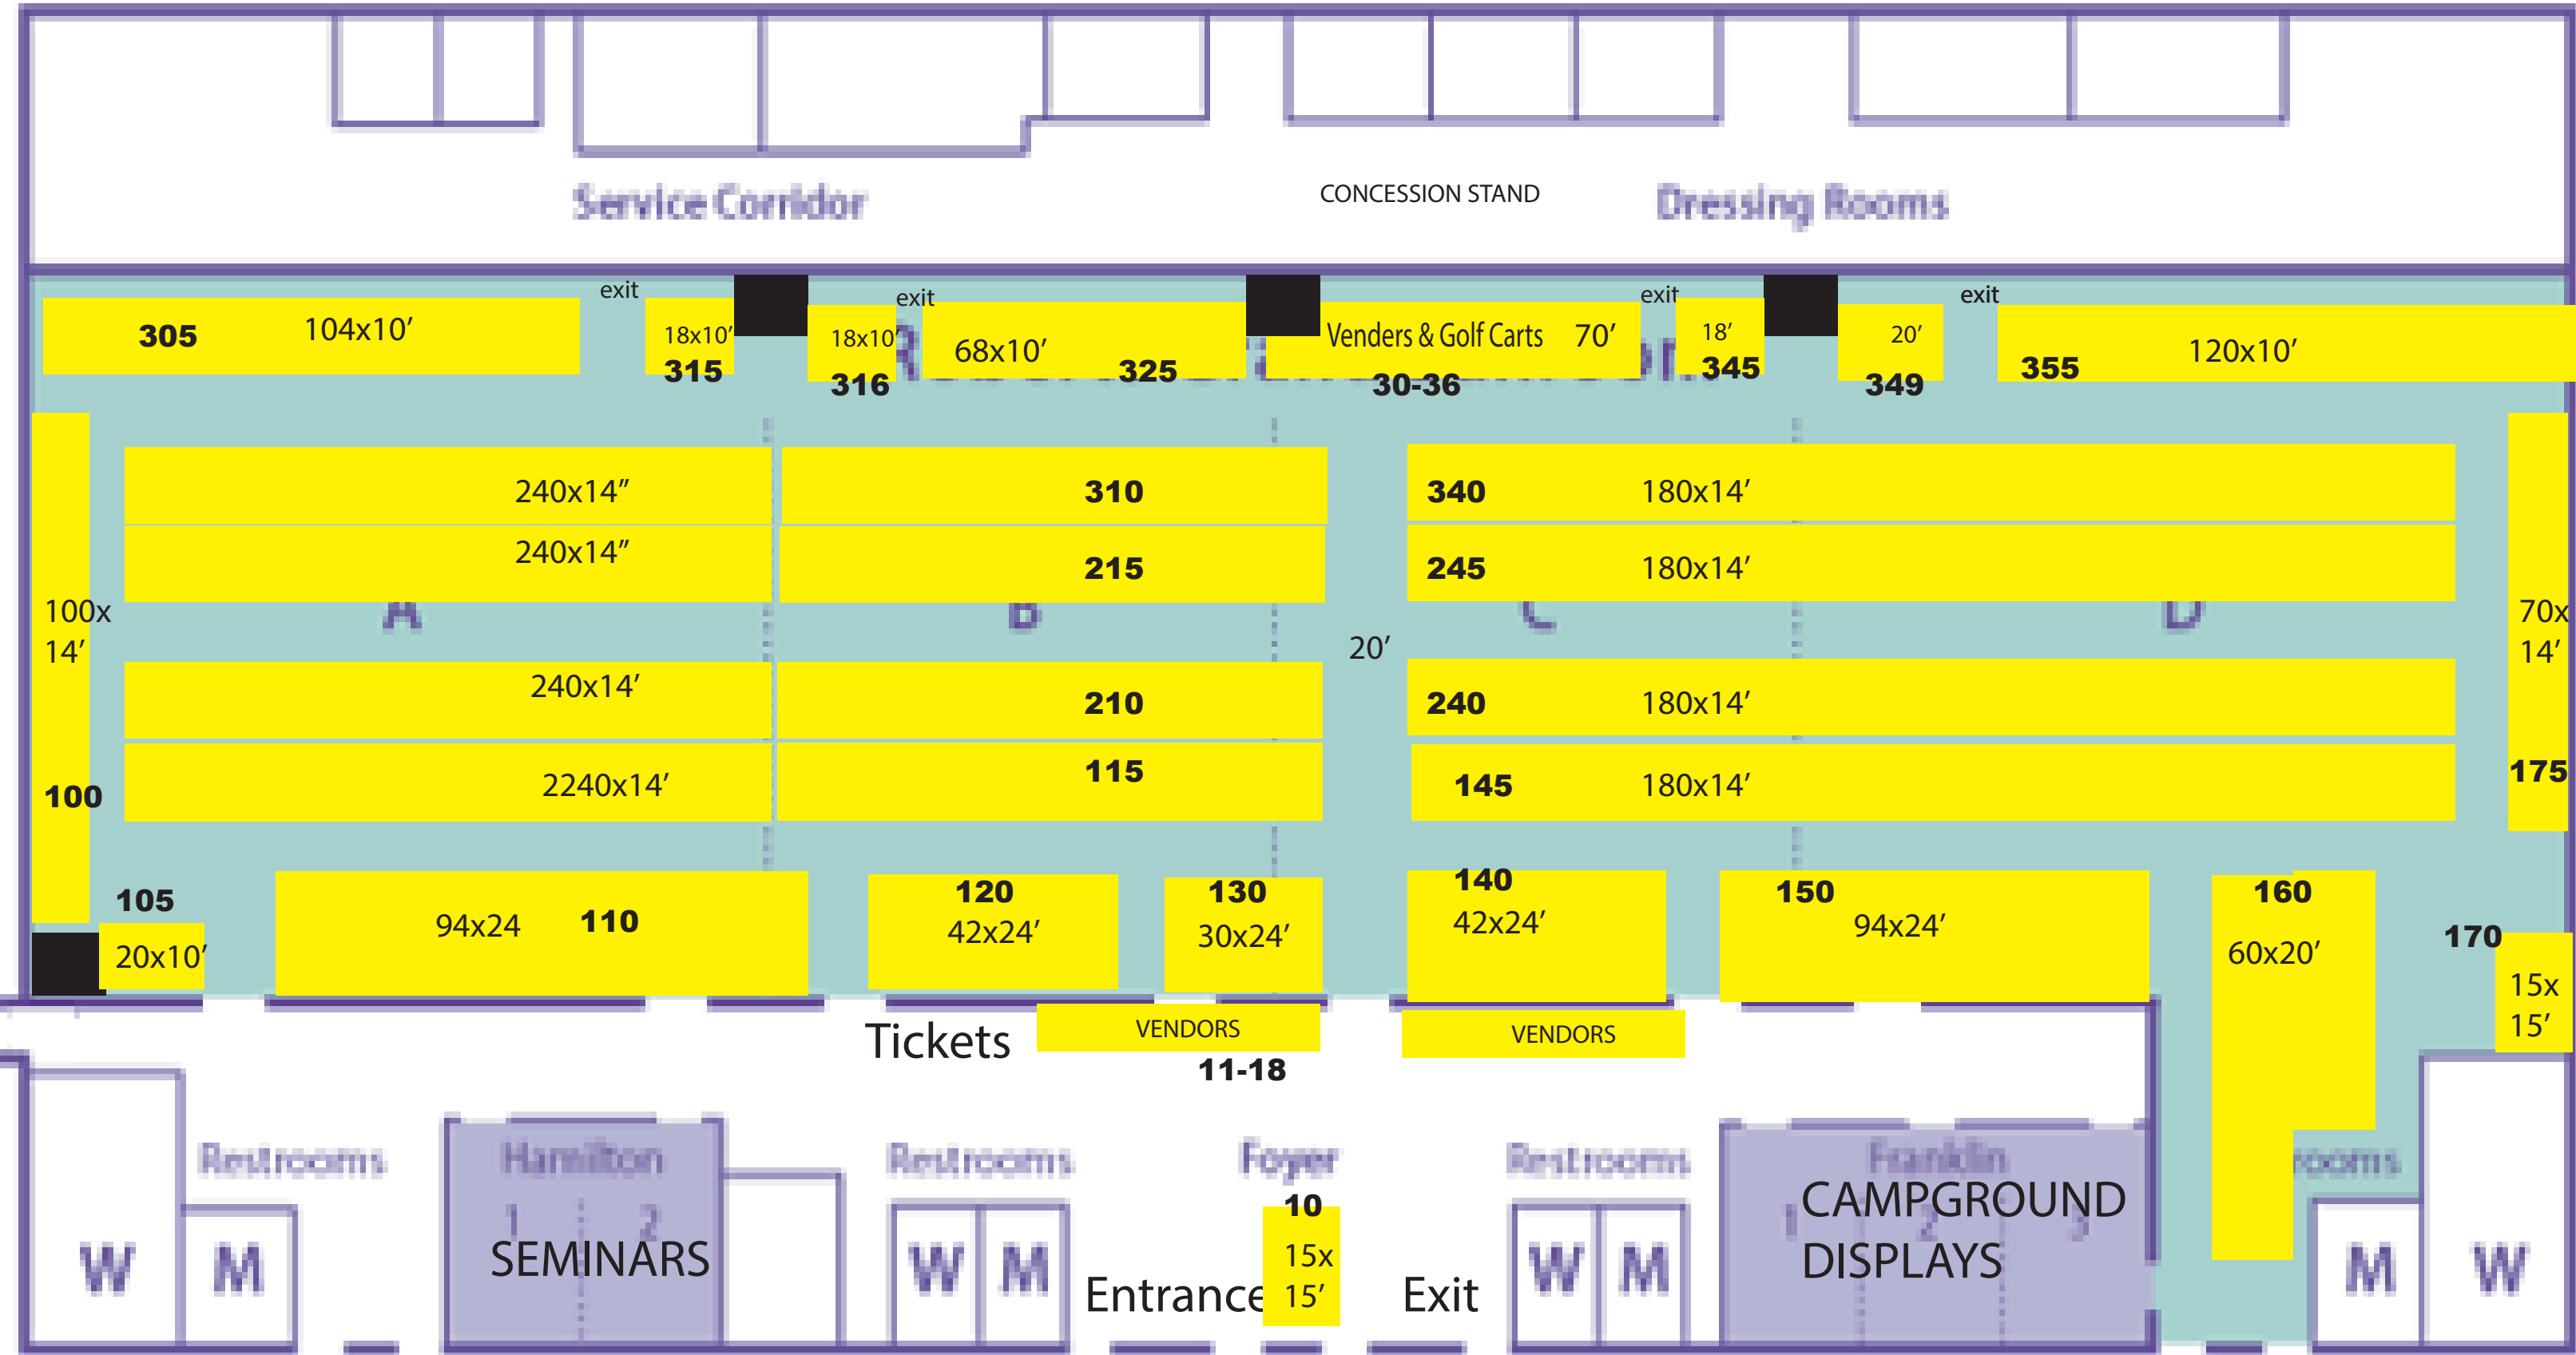 Service Corridor
CONCESSION STAND
Dressing Rooms
exit
exit
exit
exit
305
104x10’
18x10’
315
18x10’
316
68x10’
325
Venders & Golf Carts
70’
30-36
18’
345
20’
349
355
120x10’
240x14”
310
340
180x14’
240x14”
215
245
180x14’
A
B
C
D
100x
14’
100
20’
70x
14’
175
240x14’
210
240
180x14’
2240x14’
115
145
180x14’
105
20x10’
94x24
110
120
42x24’
130
30x24’
140
42x24’
150
94x24’
160
60x20’
170
15x
15’
Tickets
VENDORS
VENDORS
11-18
Restrooms
Hamilton
1
2
SEMINARS
Restrooms
Foyer
Restrooms
Franklin
1
2
3
CAMPGROUND
DISPLAYS
rooms
W
M
W
M
10
15x
15’
Entrance
Exit
W
M
M
W